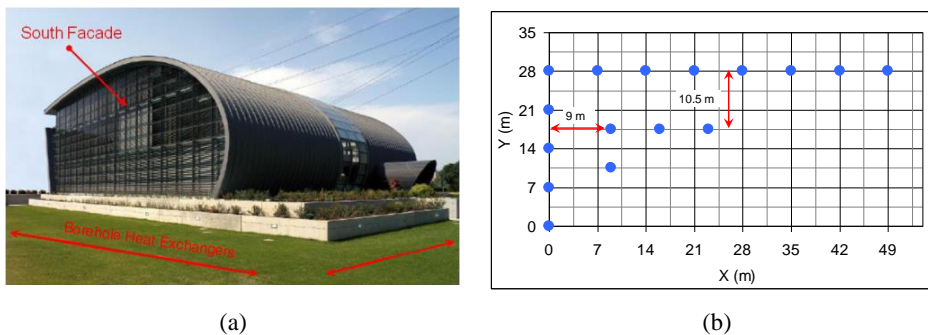 South Facade
Borehole Heat Exchangers
(a)
Y (m)
35
28
21
14
7
0
9 m
10.5 m
0 7 14 21 28 35 42 49
X (m)
(b)